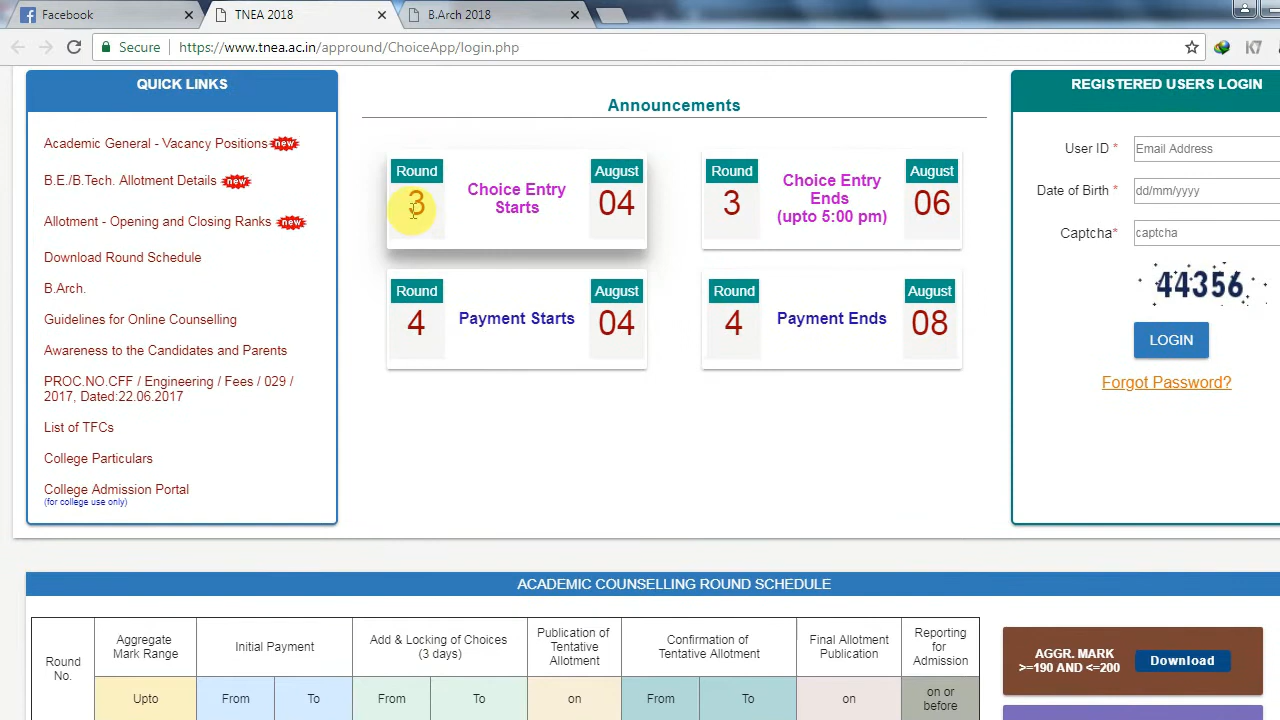 Facebook
TNEA 2018
B.Arch 2018
Secure
https://www.tnea.ac.in/appround/ChoiceApp/login.php
K7
QUICK LINKS
Academic General - Vacancy Positions new
B.E./B.Tech. Allotment Details new
Allotment - Opening and Closing Ranks new
Download Round Schedule
B.Arch.
Guidelines for Online Counselling
Awareness to the Candidates and Parents
PROC.NO.CFF / Engineering / Fees / 029 /
2017, Dated:22.06.2017
List of TFCs
College Particulars
College Admission Portal
(for college use only)
Announcements
Round
3
Choice Entry
Starts
August
04
Round
3
Choice Entry
Ends
(upto 5:00 pm)
August
06
Round
4
Payment Starts
August
04
Round
4
Payment Ends
August
08
REGISTERED USERS LOGIN
User ID *
Email Address
Date of Birth *
dd/mm/yyyy
Captcha*
captcha
44356
LOGIN
Forgot Password?
ACADEMIC COUNSELLING ROUND SCHEDULE
Round
No.
Aggregate
Mark Range
Initial Payment
Add & Locking of Choices
(3 days)
Publication of
Tentative
Allotment
Confirmation of
Tentative Allotment
Final Allotment
Publication
Reporting
for
Admission
Upto
From
To
From
To
on
From
To
on
on or
before
AGGR. MARK
>=190 AND <=200
Download